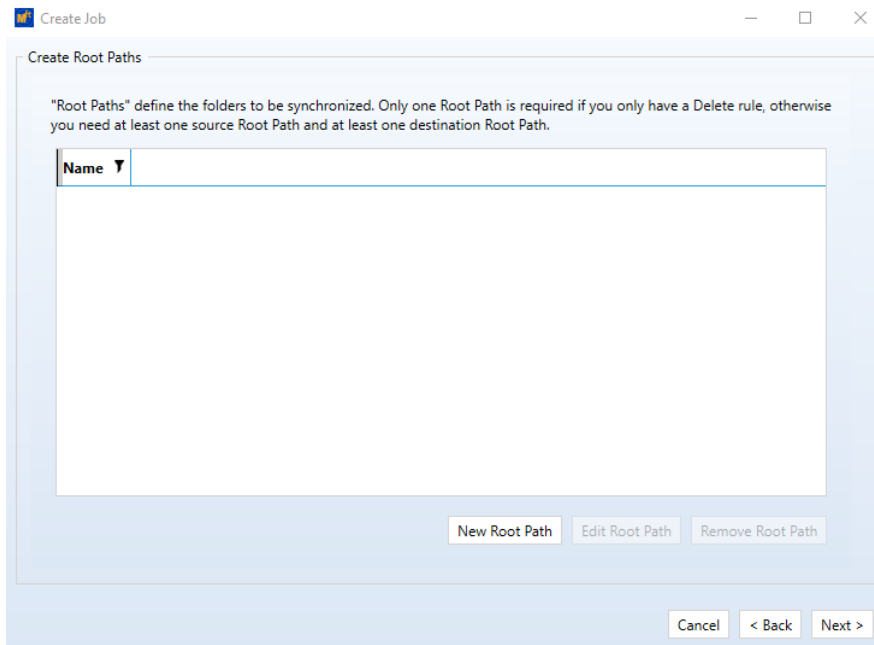 Create Job
Create Root Paths
"Root Paths" define the folders to be synchronized. Only one Root Path is required if you only have a Delete rule, otherwise
you need at least one source Root Path and at least one destination Root Path.
Name
New Root Path Edit Root Path Remove Root Path
Cancel < Back Next >